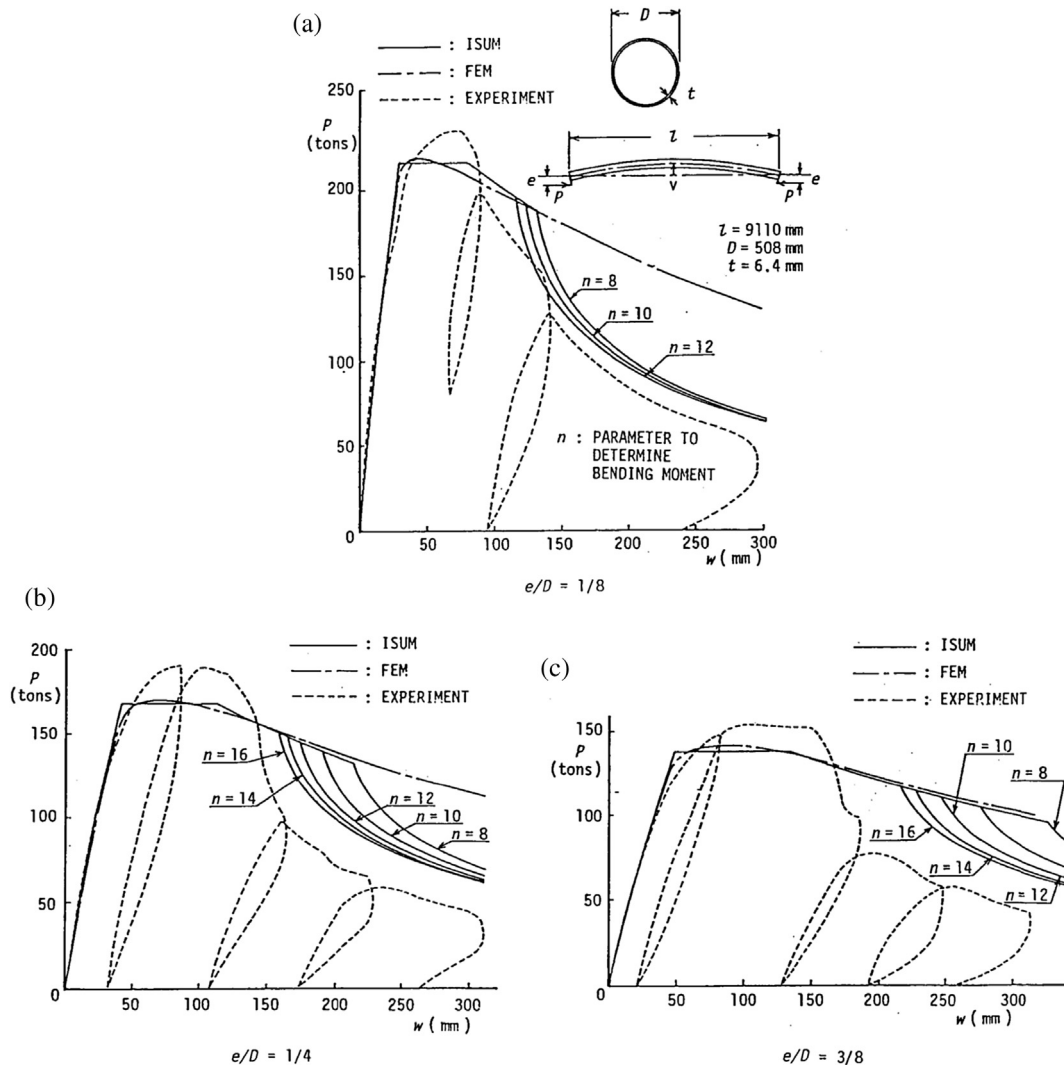 (a)
D
: ISUM
: FEM
: EXPERIMENT
t
250
P
(tons)
200
150
100
50
0
l
e
P
v
e
P
l = 9110 mm
D = 508 mm
t = 6.4 mm
n = 8
n = 10
n = 12
n : PARAMETER TO
DETERMINE
BENDING MOMENT
50
100
150
200
250
300
w ( mm )
e/D = 1/8
(b)
: ISUM
: FEM
: EXPERIMENT
200
P
(tons)
150
100
50
0
n = 16
n = 14
n = 12
n = 10
n = 8
50
100
150
200
250
300
w ( mm )
e/D = 1/4
(c)
: ISUM
: FEM
: EXPERIMENT
150
P
(tons)
100
50
0
n = 10
n = 8
n = 16
n = 14
n = 12
50
100
150
200
250
300
w ( mm )
e/D = 3/8